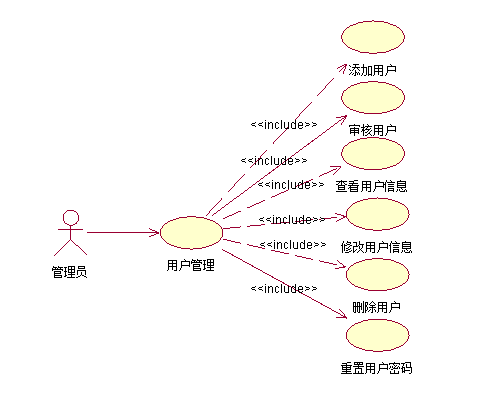 添加用户
<<include>>
审核用户
<<include>>
<<include>>
查看用户信息
<<include>>
<<include>>
修改用户信息
管理员
用户管理
<<include>>
删除用户
重置用户密码